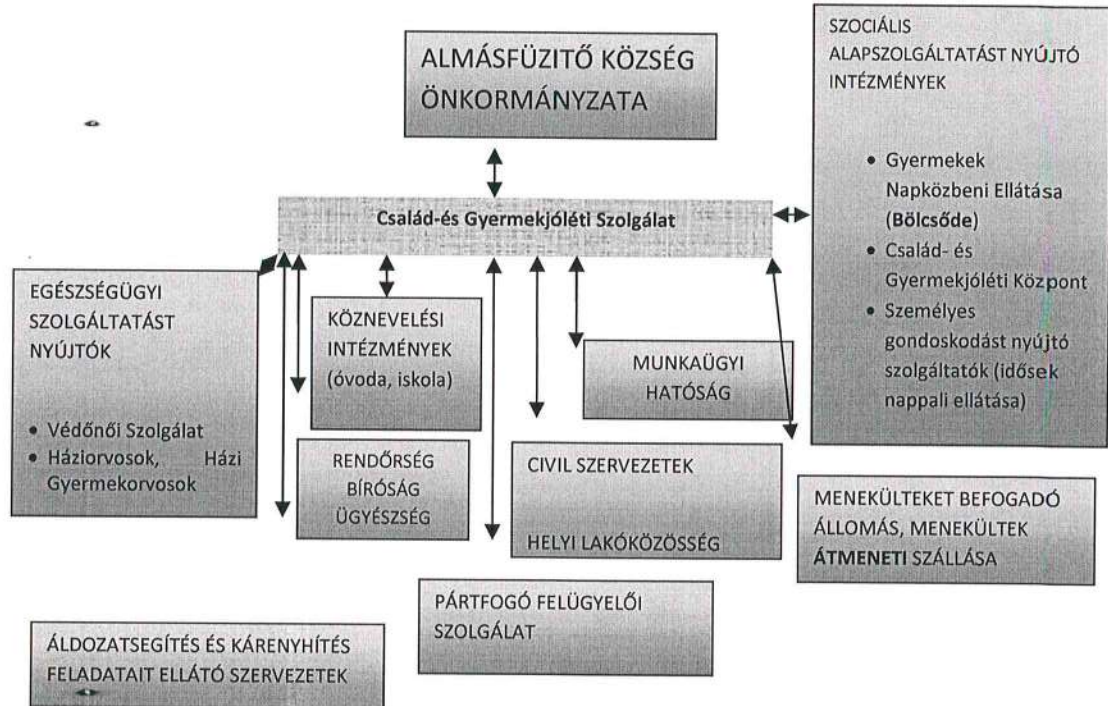 ALMÁSFÜZITŐ KÖZSÉG
ÖNKORMÁNYZATA
SZOCIÁLIS
ALAPSZOLGÁLTATÁST NYÚJTÓ
INTÉZMÉNYEK
• Gyermekek
Napközbeni Ellátása
(Bölcsőde)
• Család- és
Gyermekjóléti Központ
• Személyes
gondoskodást nyújtó
szolgáltatók (idősek
nappali ellátása)
Család-és Gyermekjóléti Szolgálat
EGÉSZSÉGÜGYI
SZOLGÁLTATÁST
NYÚJTÓK
• Védőnői Szolgálat
• Háziorvosok, Házi
Gyermekorvosok
KÖZNEVELÉSI
INTÉZMÉNYEK
(óvoda, iskola)
MUNKAÜGYI
HATÓSÁG
RENDŐRSÉG
BÍRÓSÁG
ÜGYÉSZSÉG
CIVIL SZERVEZETEK
HELYI LAKÓKÖZÖSSÉG
MENEKÜLTEKET BEFOGADÓ
ÁLLOMÁS, MENEKÜLTEK
ÁTMENETI SZÁLLÁSA
PÁRTFOGÓ FELÜGYELŐI
SZOLGÁLAT
ÁLDOZATSEGÍTÉS ÉS KÁRENYHÍTÉS
FELADATAIT ELLÁTÓ SZERVEZETEK